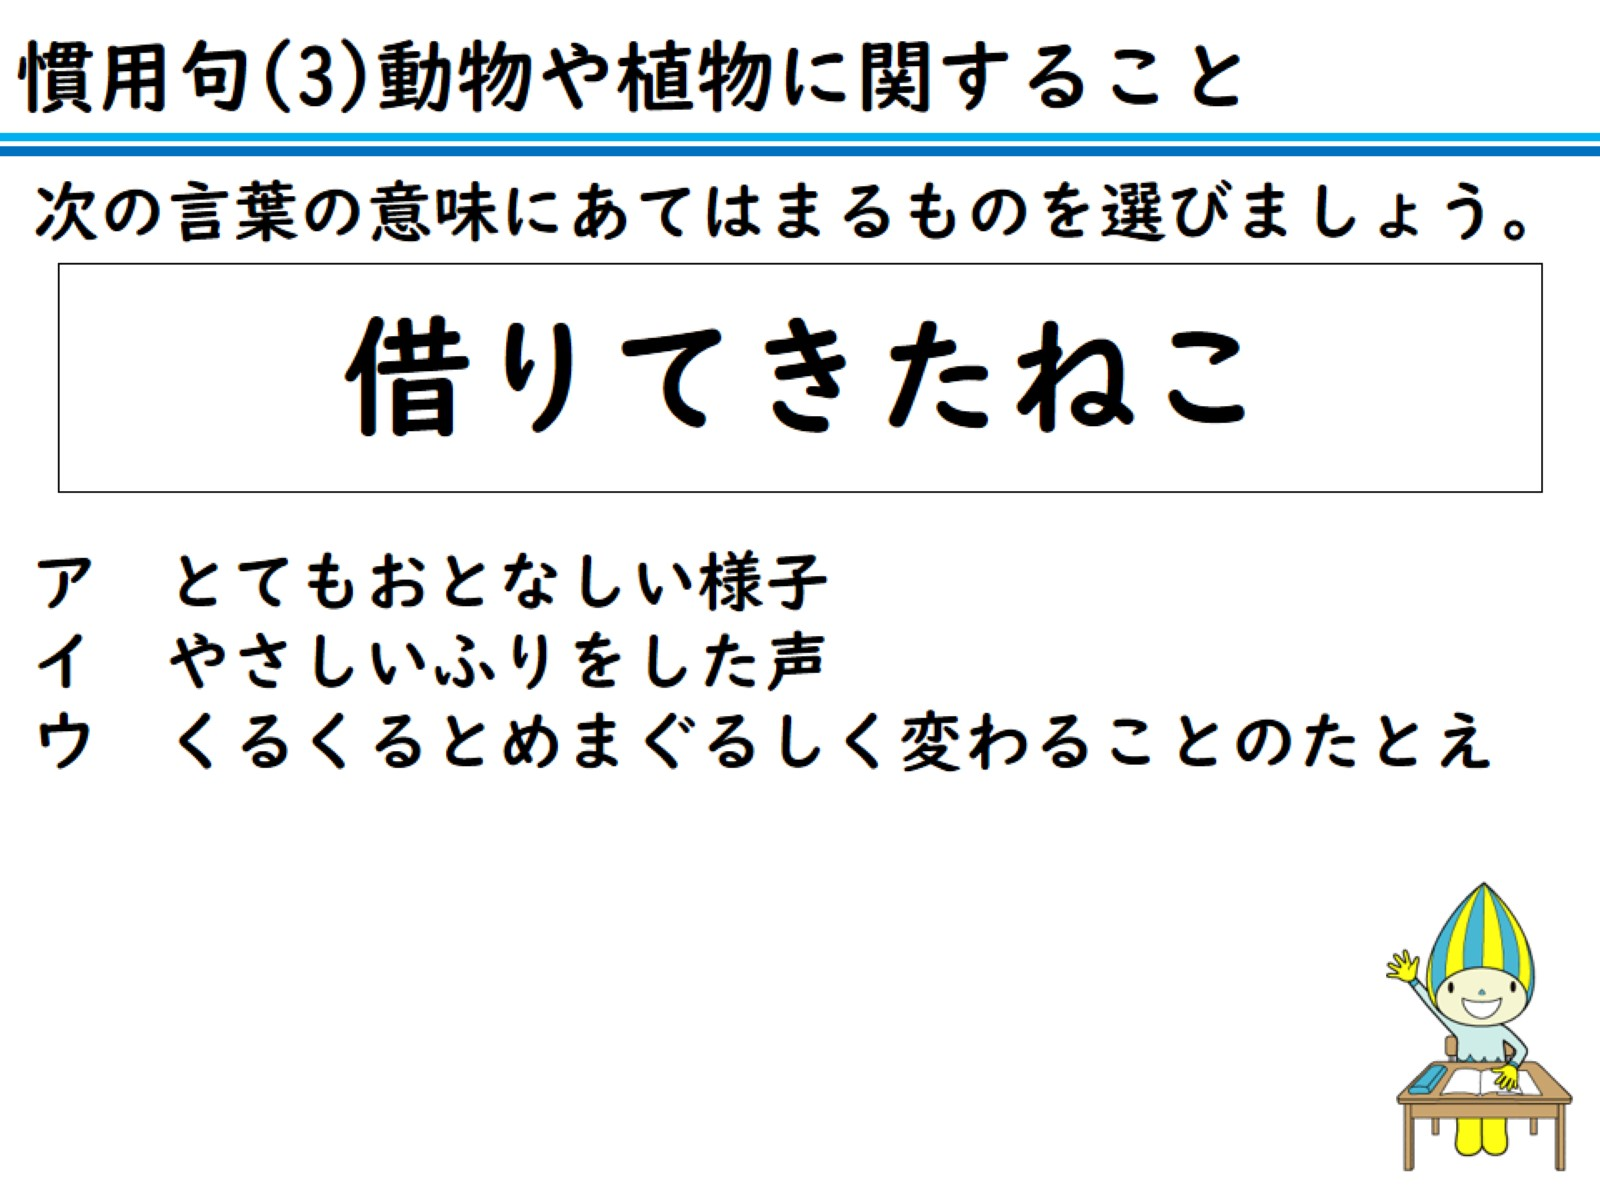 慣用句(3)動物や植物に関すること
次の言葉の意味にあてはまるものを選びましょう。
借りてきたねこ
ア　とてもおとなしい様子
イ　やさしいふりをした声
ウ　くるくるとめまぐるしく変わることのたとえ